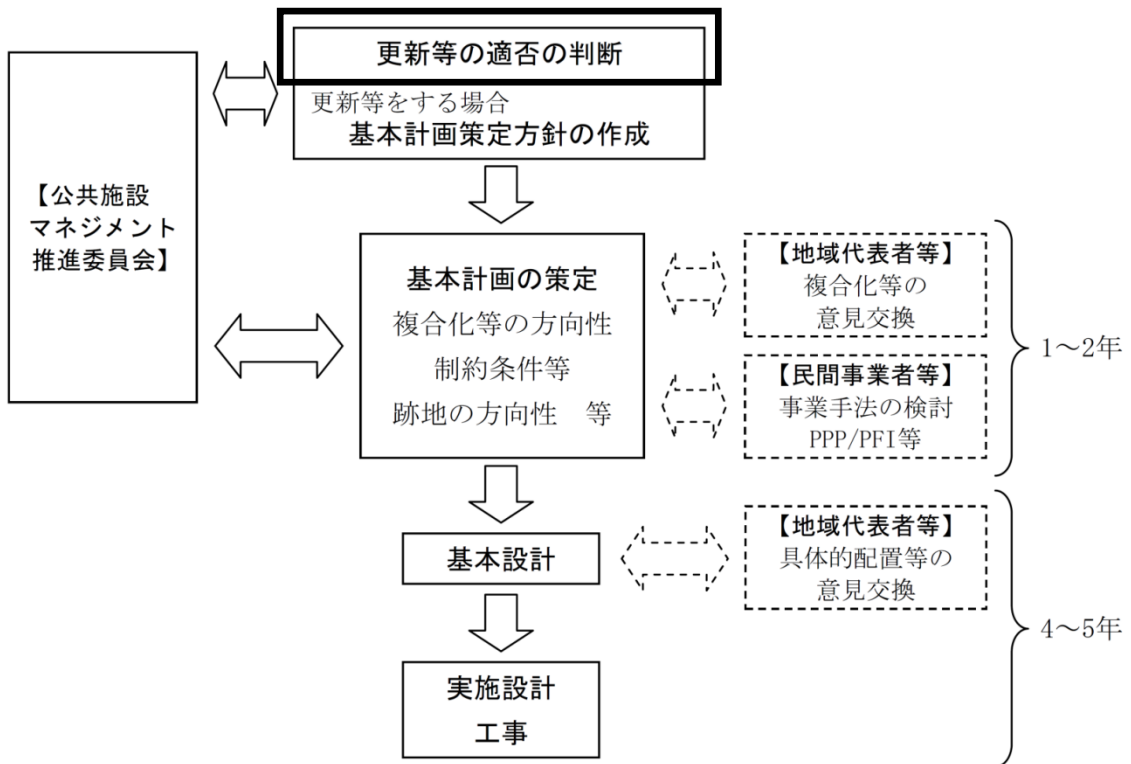 更新等の適否の判断
更新等をする場合
基本計画策定方針の作成
【公共施設
マネジメント
推進委員会】
基本計画の策定
複合化等の方向性
制約条件等
跡地の方向性　等
【地域代表者等】
複合化等の
意見交換
【民間事業者等】
事業手法の検討
PPP/PFI等
1～2年
基本設計
【地域代表者等】
具体的配置等の
意見交換
4～5年
実施設計
工事